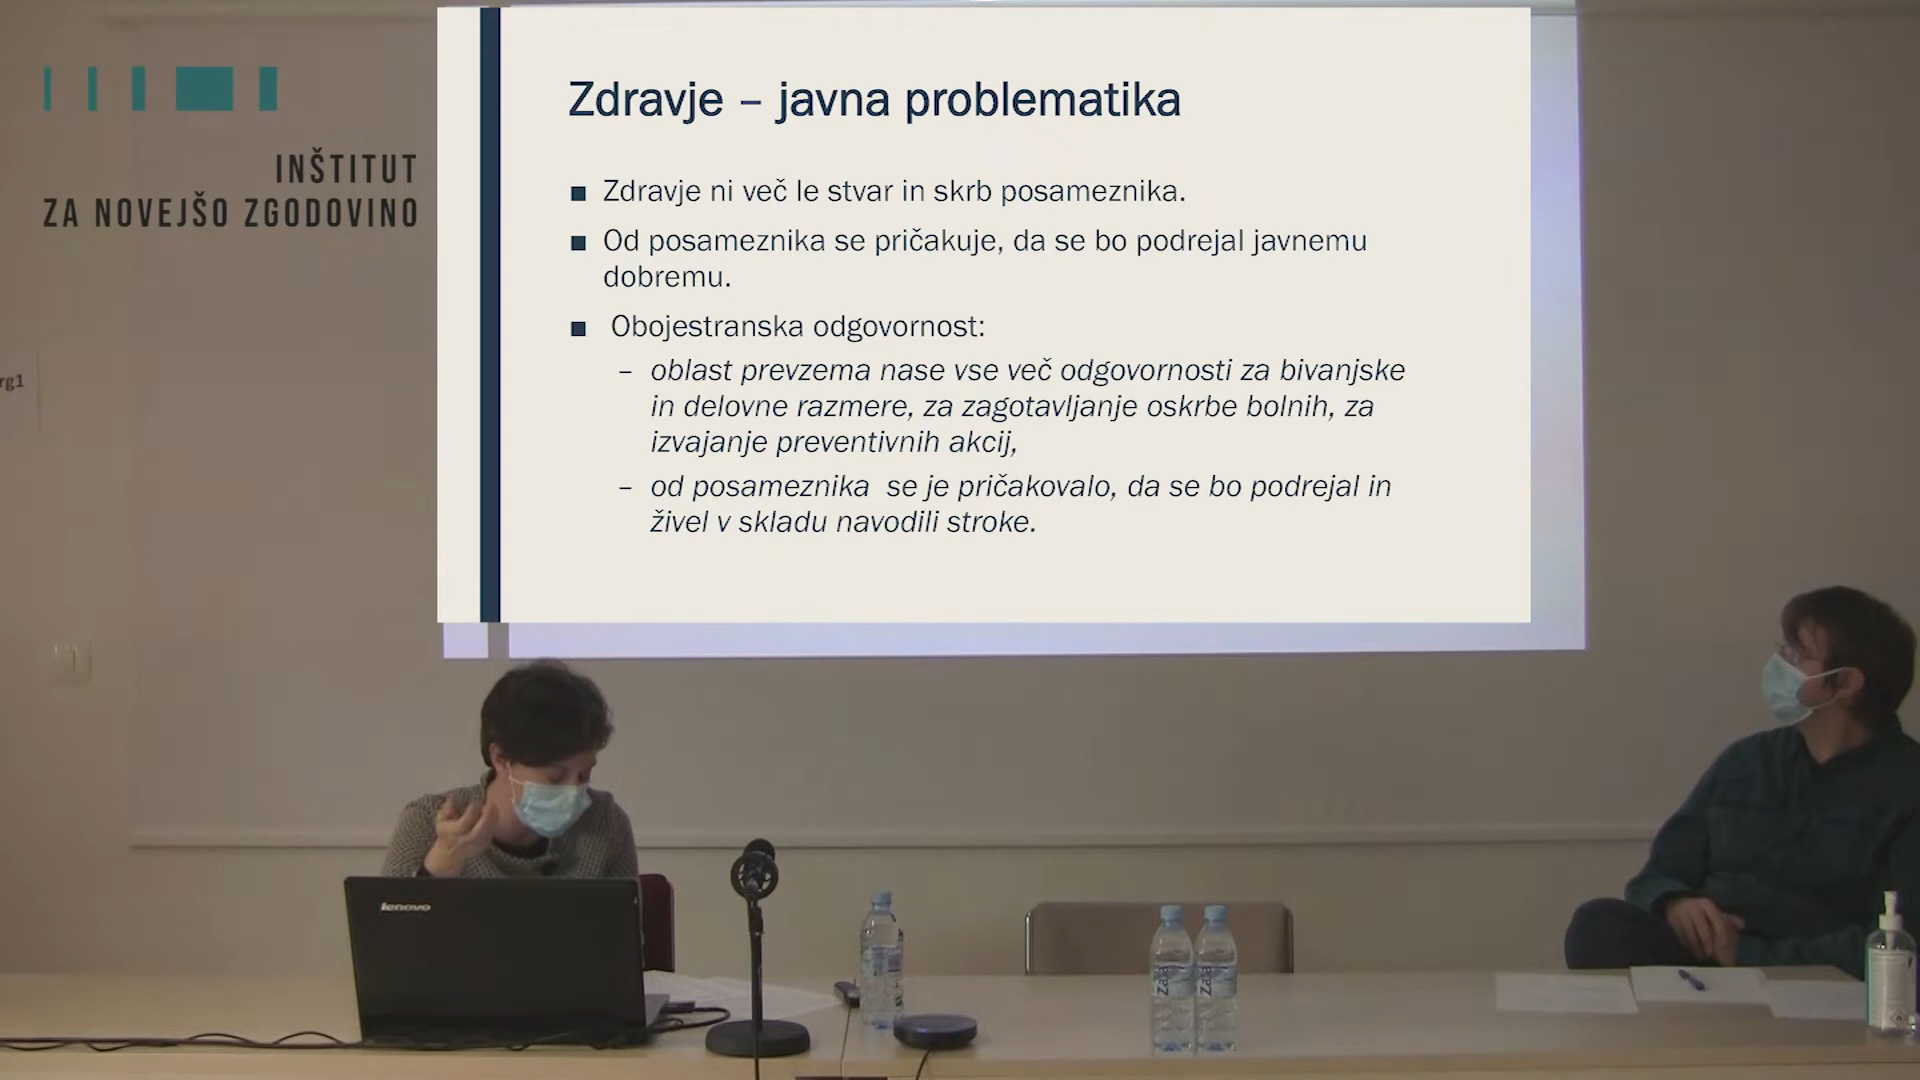 INŠTITUT
ZA NOVEJŠO ZGODOVINO
Zdravje – javna problematika
■ Zdravje ni več le stvar in skrb posameznika.
■ Od posameznika se pričakuje, da se bo podrejal javnemu
dobremu.
■ Obojestranska odgovornost:
– oblast prevzema nase vse več odgovornosti za bivanjske
in delovne razmere, za zagotavljanje oskrbe bolnih, za
izvajanje preventivnih akcij,
– od posameznika se je pričakovalo, da se bo podrejal in
živel v skladu navodili stroke.
rg1
lenovo
Zala
Zala